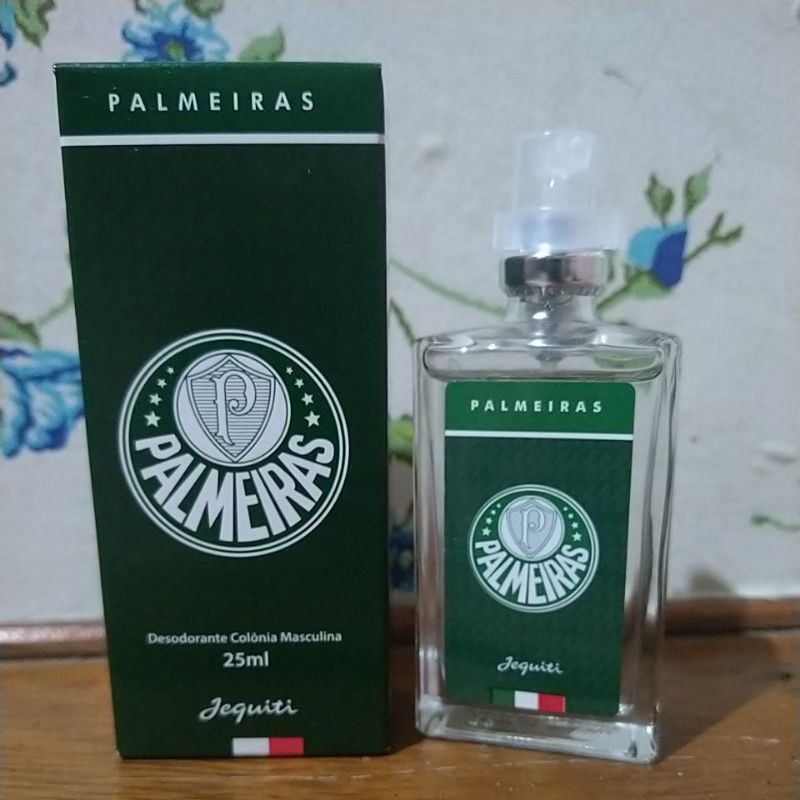 PALMEIRAS
P
PALMEIRAS
Desodorante Colônia Masculina
25ml
Jequiti
PALMEIRAS
P
PALMEIRAS
Jequiti